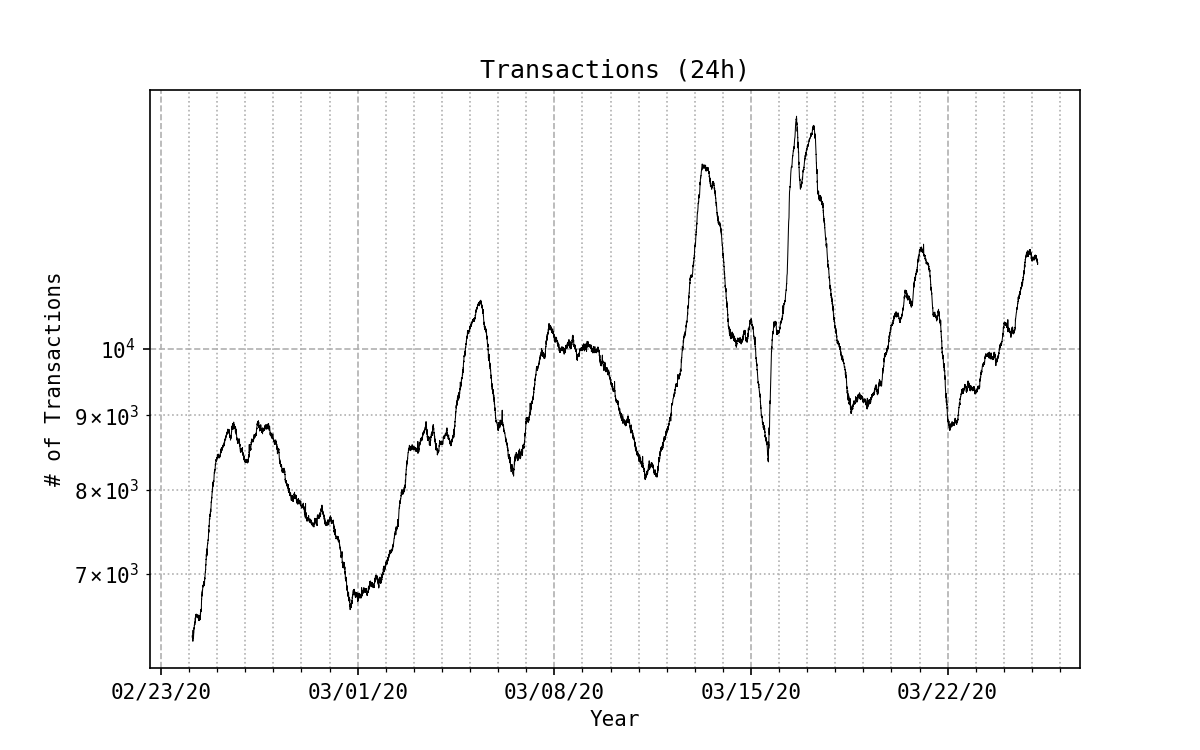 Transactions (24h)
# of Transactions
10⁴
9×10³
8×10³
7×10³
02/23/20 03/01/20 03/08/20 03/15/20 03/22/20
Year